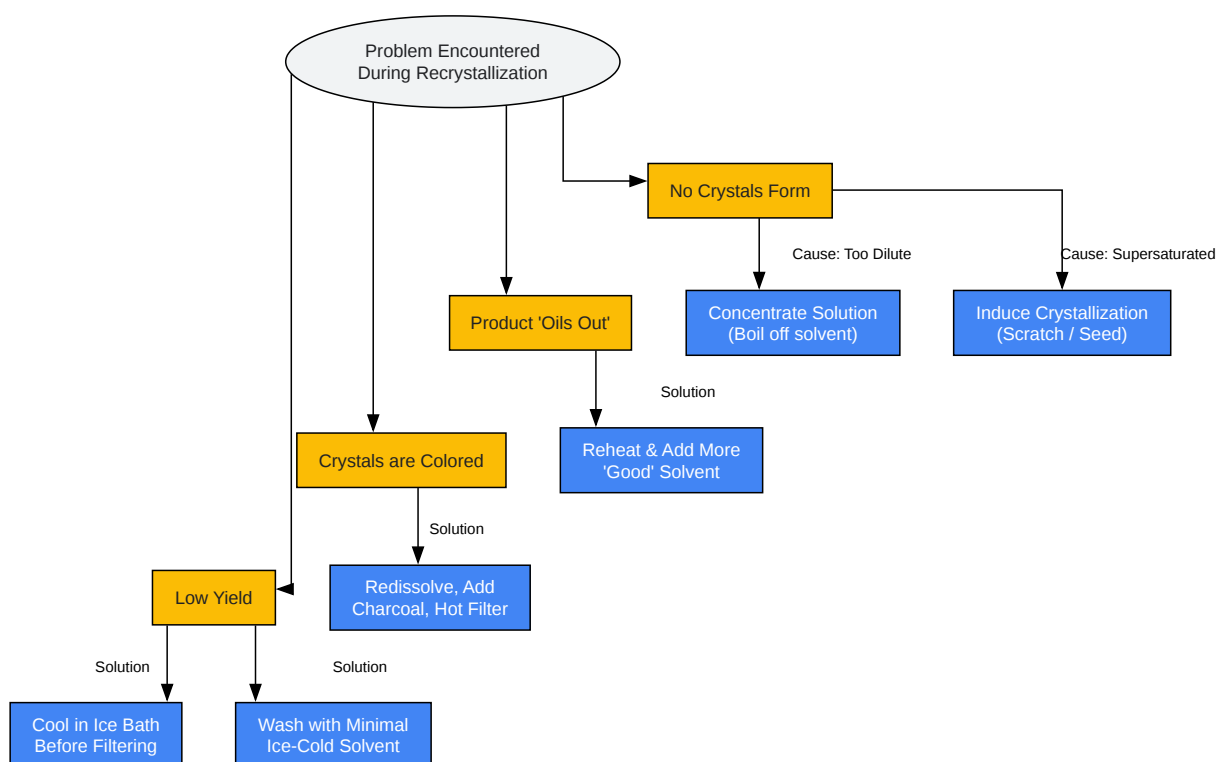 Problem Encountered
During Recrystallization
No Crystals Form
Cause: Too Dilute
Cause: Supersaturated
Concentrate Solution
(Boil off solvent)
Induce Crystallization
(Scratch / Seed)
Product 'Oils Out'
Solution
Reheat & Add More
'Good' Solvent
Crystals are Colored
Solution
Redissolve, Add
Charcoal, Hot Filter
Low Yield
Solution
Solution
Cool in Ice Bath
Before Filtering
Wash with Minimal
Ice-Cold Solvent